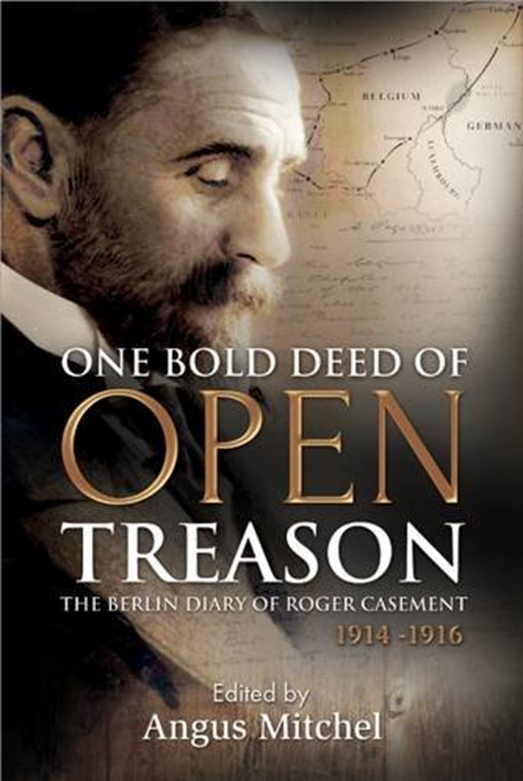 BELGIUM
GERMAN
LUXEMBOURG
ONE BOLD DEED OF
OPEN
TREASON
THE BERLIN DIARY OF ROGER CASEMENT
1914 -1916
Edited by
Angus Mitchel